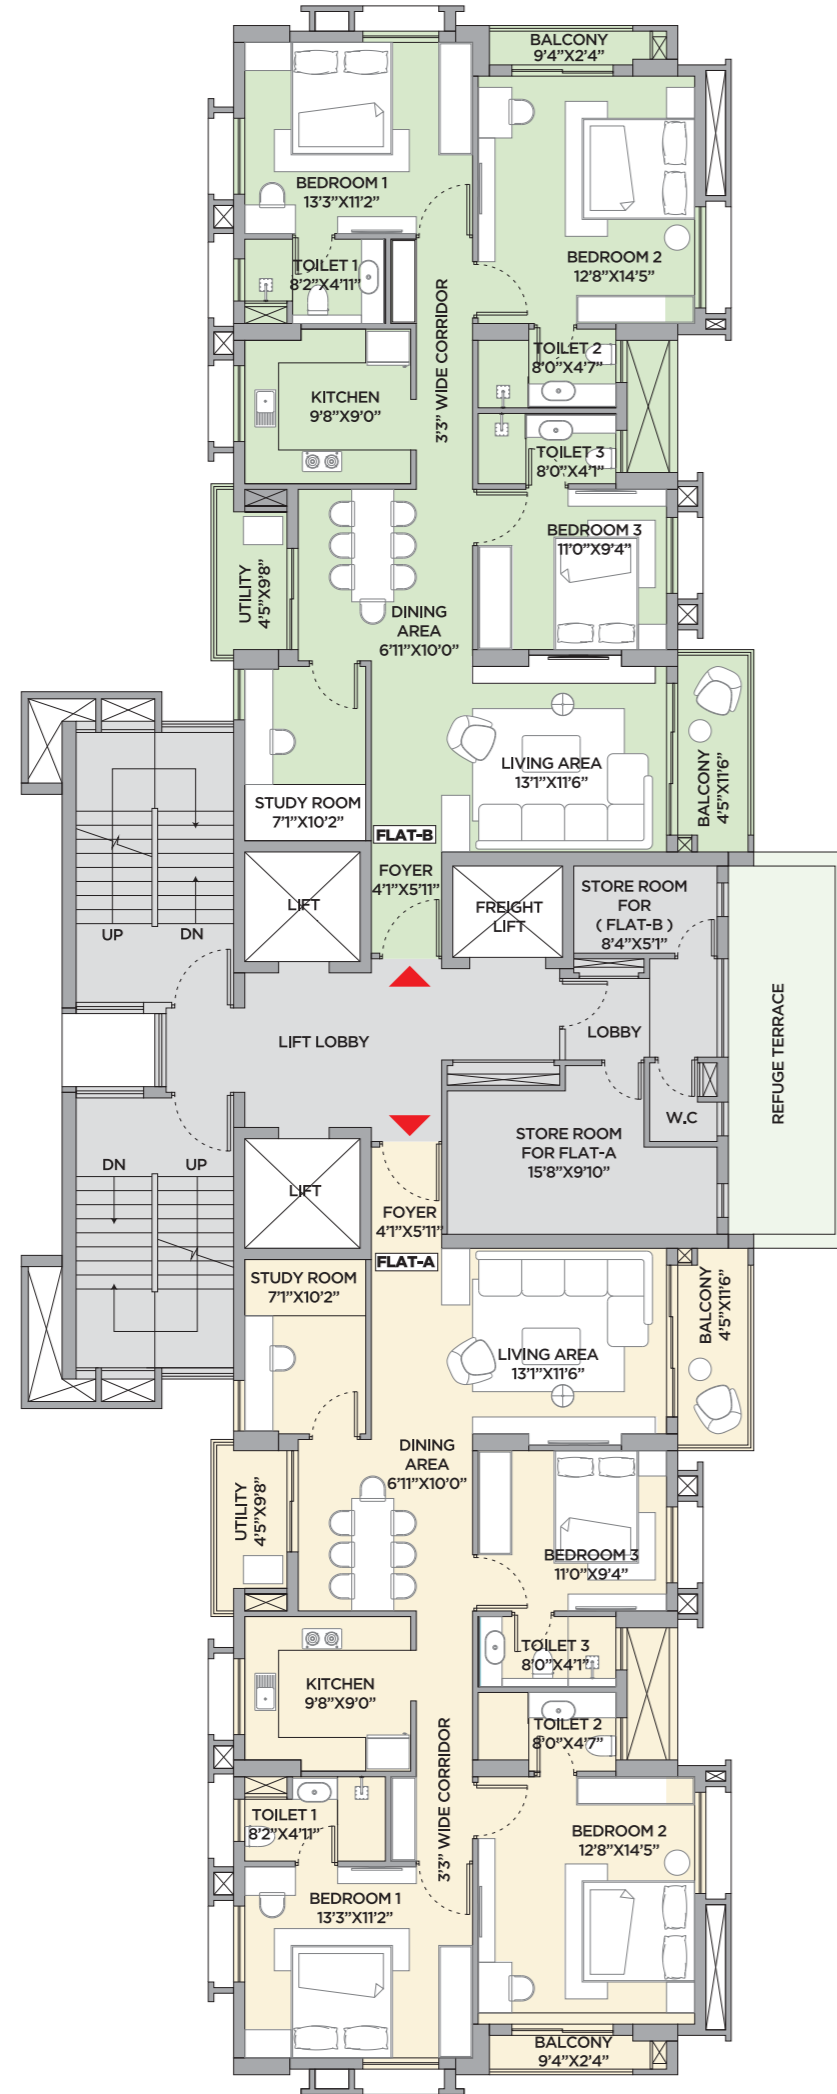 BALCONY
9'4"X2'4"
BEDROOM 1
13'3"X11'2"
BEDROOM 2
12'8"X14'5"
TOILET 1
8'2"X4'11"
3'3" WIDE CORRIDOR
TOILET 2
8'0"X4'7"
KITCHEN
9'8"X9'0"
TOILET 3
8'0"X4'1"
BEDROOM 3
11'0"X9'4"
UTILITY
4'5"X9'8"
DINING
AREA
6'11"X10'0"
LIVING AREA
13'1"X11'6"
BALCONY
4'5"X11'6"
STUDY ROOM
7'1"X10'2"
FLAT-B
FOYER
4'1"X5'11"
LIFT
FREIGHT
LIFT
STORE ROOM
FOR
( FLAT-B )
8'4"X5'1"
UP
DN
LIFT LOBBY
LOBBY
REFUGE TERRACE
W.C
STORE ROOM
FOR FLAT-A
15'8"X9'10"
DN
UP
LIFT
FOYER
4'1"X5'11"
FLAT-A
STUDY ROOM
7'1"X10'2"
LIVING AREA
13'1"X11'6"
BALCONY
4'5"X11'6"
DINING
AREA
6'11"X10'0"
UTILITY
4'5"X9'8"
BEDROOM 3
11'0"X9'4"
TOILET 3
8'0"X4'1"
KITCHEN
9'8"X9'0"
TOILET 2
8'0"X4'7"
3'3" WIDE CORRIDOR
TOILET 1
8'2"X4'11"
BEDROOM 2
12'8"X14'5"
BEDROOM 1
13'3"X11'2"
BALCONY
9'4"X2'4"